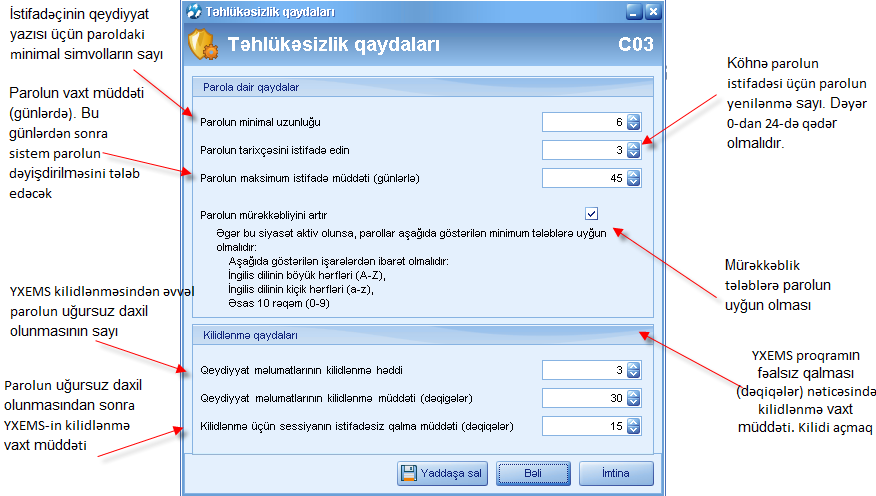 İstifadəçinin qeydiyyat
yazısı üçün paroldaki
minimal simvolların sayı
Parolun vaxt müddəti
(günlərdə). Bu
günlərdən sonra
sistem parolun
dəyişdirilməsini tələb
edəcək
YXEMS kilidlənməsindən əvvəl
parolun uğursuz daxil
olunmasının sayı
Parolun uğursuz daxil
olunmasından sonra
YXEMS-in kilidlənmə
vaxt müddəti
Təhlükəsizlik qaydaları
Təhlükəsizlik qaydaları C03
Parola dair qaydalar
Parolun minimal uzunluğu 6
Parolun tarixçəsini istifadə edin 3
Parolun maksimum istifadə müddəti (günlərlə) 45
Parolun mürəkkəbliyini artır
Əgər bu siyasət aktiv olunsa, parollar aşağıda göstərilən minimum tələblərə uyğun
olmalıdır:
Aşağıda göstərilən işarələrdən ibarət olmalıdır:
İngilis dilinin böyük hərfləri (A-Z),
İngilis dilinin kiçik hərfləri (a-z),
Əsas 10 rəqəm (0-9)
Kilidlənmə qaydaları
Qeydiyyat məlumatlarının kilidlənmə həddi 3
Qeydiyyat məlumatlarının kilidlənmə müddəti (dəqigələr) 30
Kilidlənmə üçün sessiyanın istifadəsiz qalma müddəti (dəqiqələr) 15
Yaddaşa sal Bəli İmtina
Köhnə parolun
istifadəsi üçün parolun
yenilənmə sayı. Dəyər
0-dan 24-də qədər
olmalıdır.
Mürəkkəblik
tələblərə parolun
uyğun olması
YXEMS proqramın
fəalsız qalması
(dəqiqələr) nəticəsində
kilidlənmə vaxt
müddəti. Kilidi açmaq